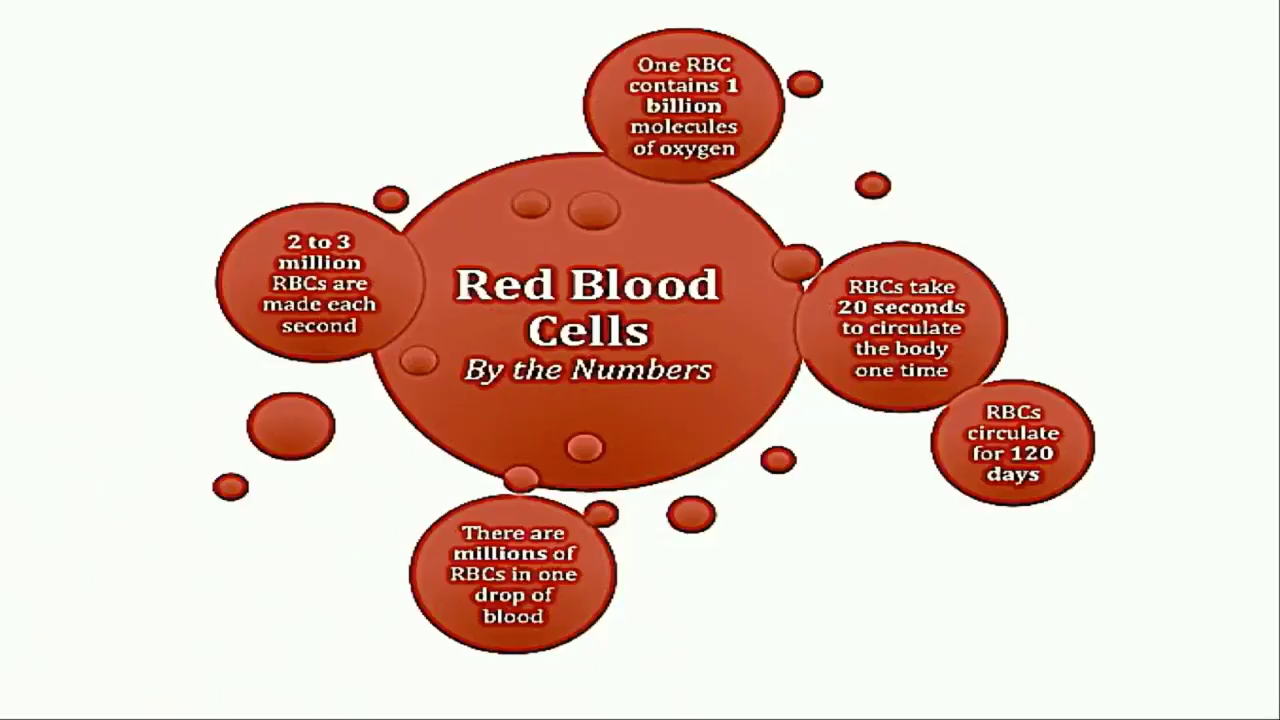 One RBC
contains 1
billion
molecules
of oxygen
2 to 3
million
RBCs are
made each
second
Red Blood
Cells
By the Numbers
RBCs take
20 seconds
to circulate
the body
one time
RBCs
circulate
for 120
days
There are
millions of
RBCs in one
drop of
blood